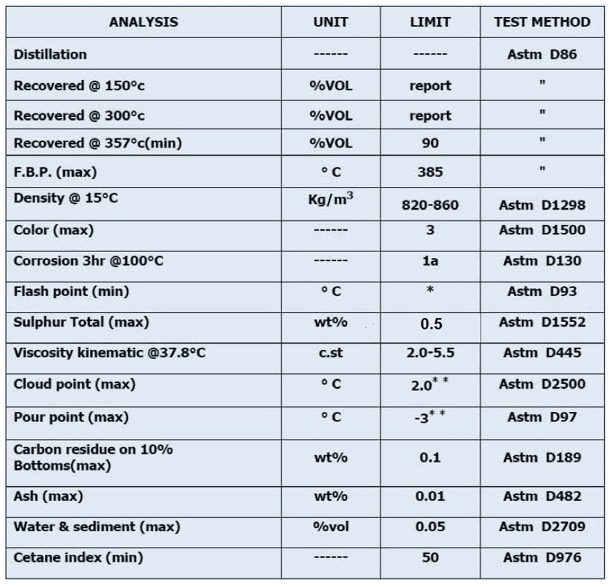 ANALYSIS UNIT LIMIT TEST METHOD
Distillation ------ ------ Astm D86
Recovered @ 150°c %VOL report "
Recovered @ 300°c %VOL report "
Recovered @ 357°c(min) %VOL 90 "
F.B.P. (max) ° C 385 "
Density @ 15°C Kg/m³ 820-860 Astm D1298
Color (max) ------ 3 Astm D1500
Corrosion 3hr @100°C ------ 1a Astm D130
Flash point (min) ° C * Astm D93
Sulphur Total (max) wt% 0.5 Astm D1552
Viscosity kinematic @37.8°C c.st 2.0-5.5 Astm D445
Cloud point (max) ° C 2.0** Astm D2500
Pour point (max) ° C -3** Astm D97
Carbon residue on 10%
Bottoms(max) wt% 0.1 Astm D189
Ash (max) wt% 0.01 Astm D482
Water & sediment (max) %vol 0.05 Astm D2709
Cetane index (min) ------ 50 Astm D976